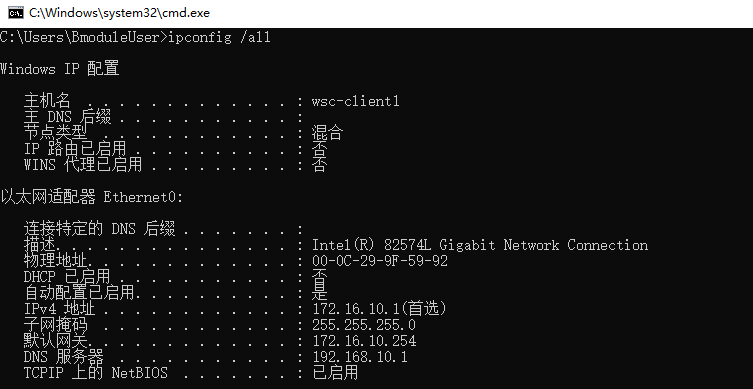 C:\Windows\system32\cmd.exe
C:\Users\BmoduleUser>ipconfig /all
Windows IP 配置
主机名 . . . . . . . . . . . . . : wsc-client1
主 DNS 后缀 . . . . . . . . . . . :
节点类型 . . . . . . . . . . . . : 混合
IP 路由已启用 . . . . . . . . . . : 否
WINS 代理已启用 . . . . . . . . . : 否
以太网适配器 Ethernet0:
连接特定的 DNS 后缀 . . . . . . . :
描述. . . . . . . . . . . . . . . : Intel(R) 82574L Gigabit Network Connection
物理地址. . . . . . . . . . . . . : 00-0C-29-9F-59-92
DHCP 已启用 . . . . . . . . . . . : 否
自动配置已启用. . . . . . . . . . : 是
IPv4 地址 . . . . . . . . . . . . : 172.16.10.1(首选)
子网掩码 . . . . . . . . . . . . : 255.255.255.0
默认网关. . . . . . . . . . . . . : 172.16.10.254
DNS 服务器 . . . . . . . . . . . : 192.168.10.1
TCPIP 上的 NetBIOS . . . . . . . : 已启用